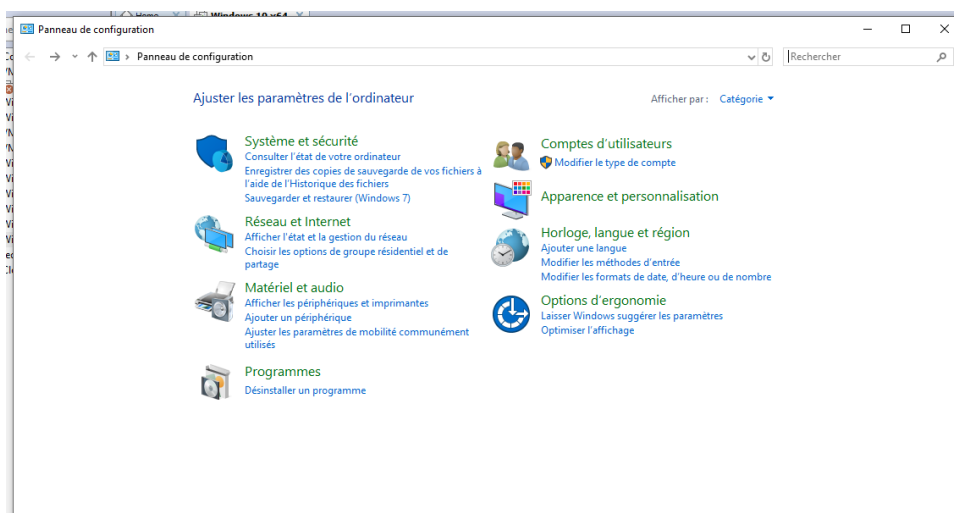 Home
Windows 10 x64
Panneau de configuration
Panneau de configuration
Rechercher
Ajuster les paramètres de l'ordinateur
Afficher par :
Catégorie
Système et sécurité
Consulter l'état de votre ordinateur
Enregistrer des copies de sauvegarde de vos fichiers à
l'aide de l'Historique des fichiers
Sauvegarder et restaurer (Windows 7)
Réseau et Internet
Afficher l'état et la gestion du réseau
Choisir les options de groupe résidentiel et de
partage
Matériel et audio
Afficher les périphériques et imprimantes
Ajouter un périphérique
Ajuster les paramètres de mobilité communément
utilisés
Programmes
Désinstaller un programme
Comptes d'utilisateurs
Modifier le type de compte
Apparence et personnalisation
Horloge, langue et région
Ajouter une langue
Modifier les méthodes d'entrée
Modifier les formats de date, d'heure ou de nombre
Options d'ergonomie
Laisser Windows suggérer les paramètres
Optimiser l'affichage